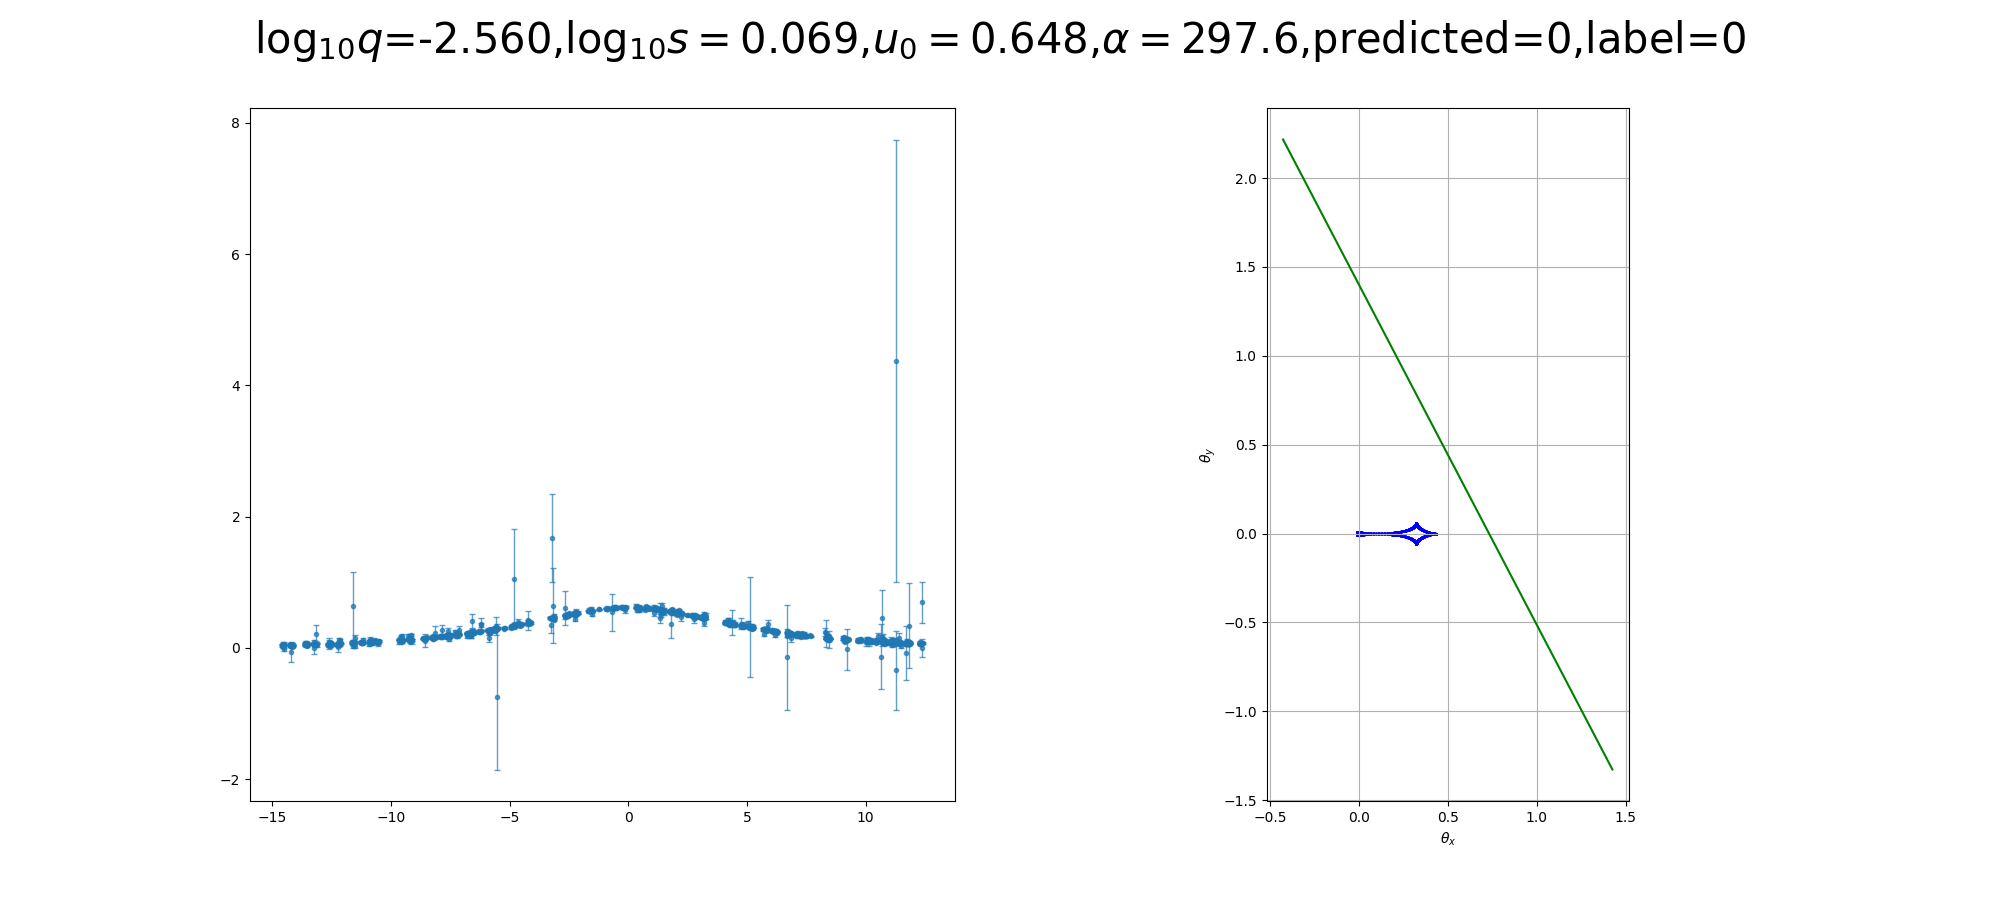 log₁₀q=-2.560,log₁₀s = 0.069,u₀ = 0.648,α = 297.6,predicted=0,label=0
8
6
4
2
0
−2
−15 −10 −5 0 5 10
2.0
1.5
1.0
0.5
0.0
−0.5
−1.0
−1.5
θy
−0.5 0.0 0.5 1.0 1.5
θx